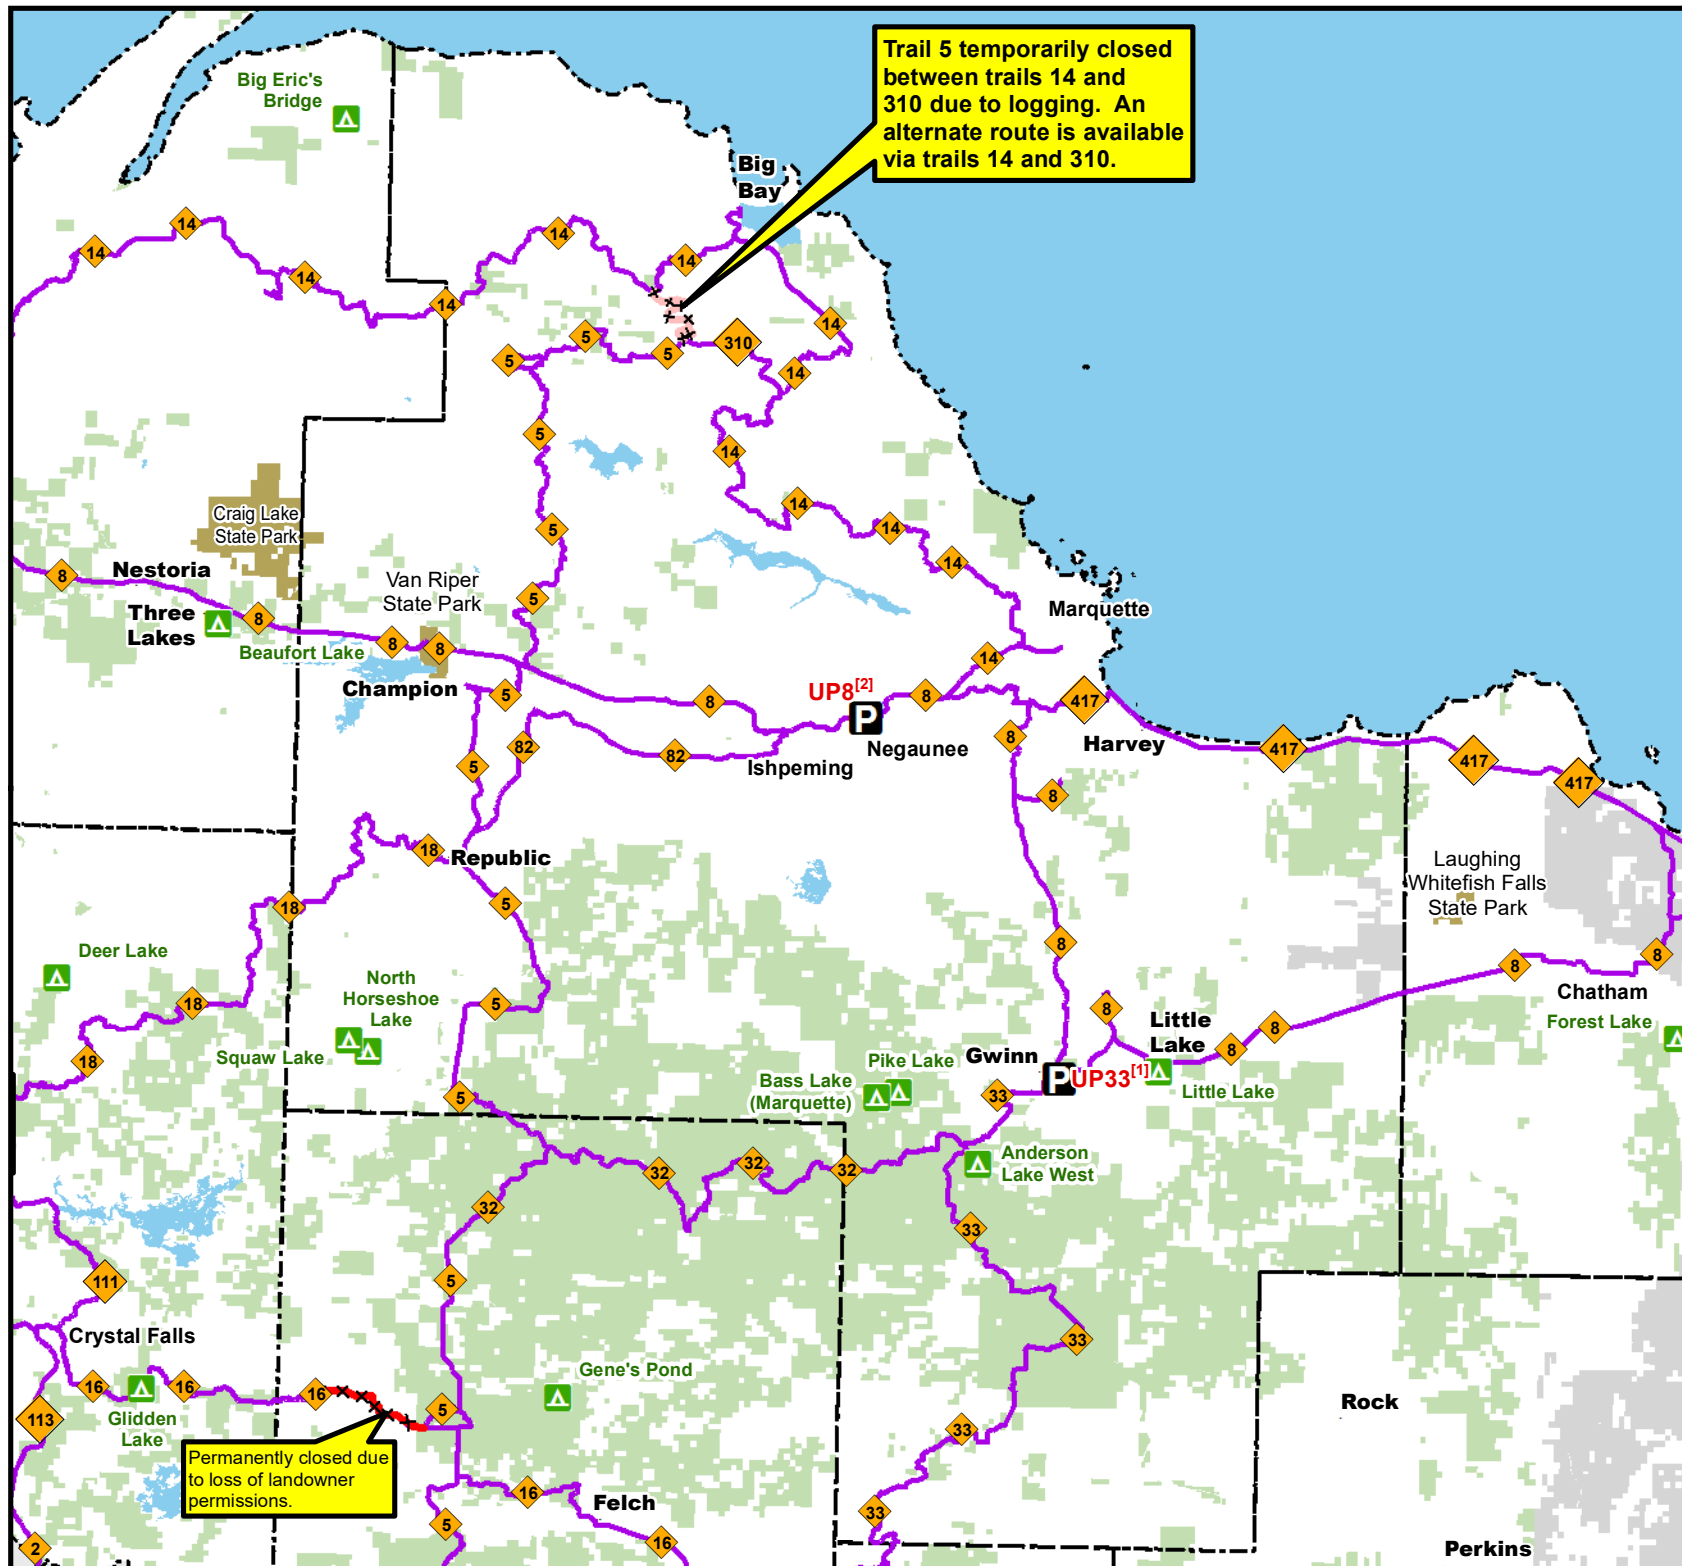 Trail 5 temporarily closed
between trails 14 and
310 due to logging. An
alternate route is available
via trails 14 and 310.
Big Eric's
Bridge
Big
Bay
14
14
14
14
14
14
14
14
5
5
5
310
5
14
14
14
14
5
5
14
8
8
8
8
5
8
8
417
8
5
82
82
8
417
417
417
Craig Lake
State Park
Nestoria
Three
Lakes
Van Riper
State Park
Beaufort Lake
Champion
Marquette
UP8[2]
P
Negaunee
Ishpeming
Harvey
18
Republic
18
5
8
Laughing
Whitefish Falls
State Park
Deer Lake
North
Horseshoe
Lake
Squaw Lake
18
18
5
5
8
8
8
8
8
Chatham
Forest Lake
Little
Lake
Gwinn
Pike Lake
Bass Lake
(Marquette)
33
P
UP33[1]
Little Lake
Anderson
Lake West
32
32
32
32
33
33
33
33
111
5
5
Crystal Falls
16
16
16
113
Glidden
Lake
Gene's Pond
Permanently closed due
to loss of landowner
permissions.
16
16
5
2
Felch
Rock
Perkins